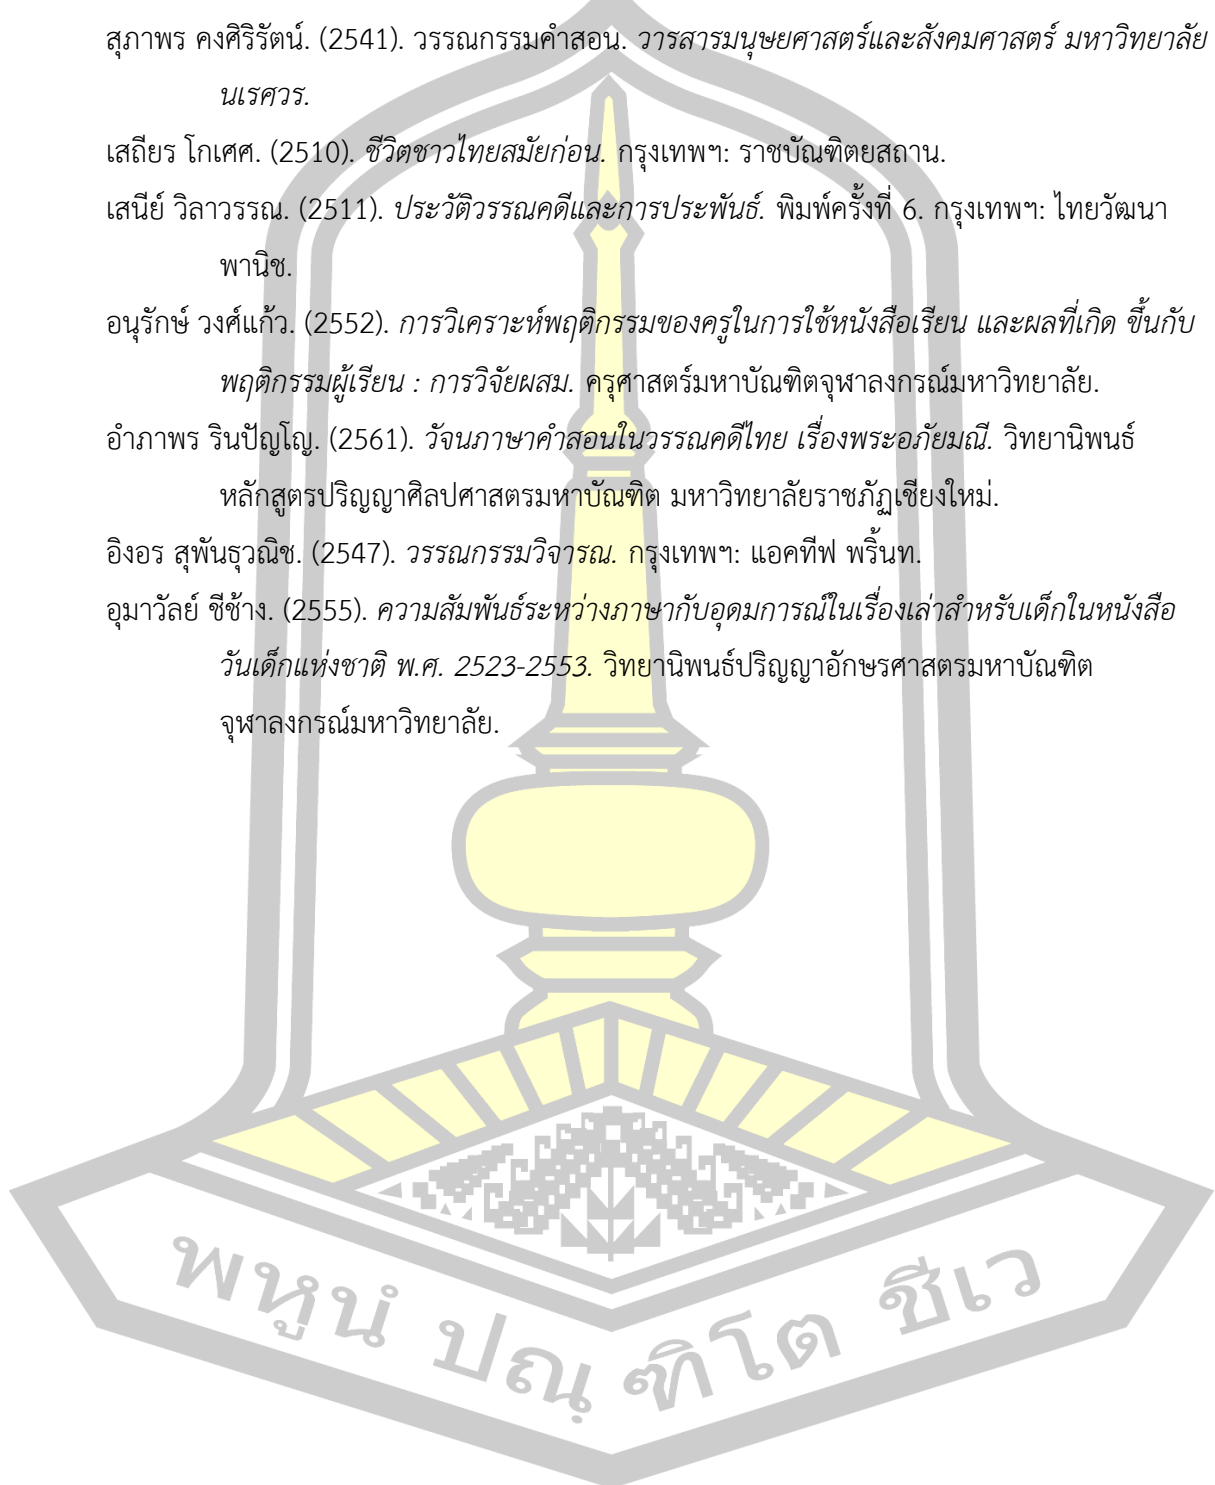 สุภาพร คงศิริรัตน์. (2541). วรรณกรรมคำสอน. วารสารมนุษยศาสตร์และสังคมศาสตร์ มหาวิทยาลัย
นเรศวร.
เสถียร โกเศศ. (2510). ชีวิตชาวไทยสมัยก่อน. กรุงเทพฯ: ราชบัณฑิตยสถาน.
เสนีย์ วิลาวรรณ. (2511). ประวัติวรรณคดีและการประพันธ์. พิมพ์ครั้งที่ 6. กรุงเทพฯ: ไทยวัฒนา
พานิช.
อนุรักษ์ วงศ์แก้ว. (2552). การวิเคราะห์พฤติกรรมของครูในการใช้หนังสือเรียน และผลที่เกิด ขึ้นกับ
พฤติกรรมผู้เรียน : การวิจัยผสม. ครุศาสตร์มหาบัณฑิตจุฬาลงกรณ์มหาวิทยาลัย.
อำภาพร รินปัญโญ. (2561). วัจนภาษาคำสอนในวรรณคดีไทย เรื่องพระอภัยมณี. วิทยานิพนธ์
หลักสูตรปริญญาศิลปศาสตรมหาบัณฑิต มหาวิทยาลัยราชภัฏเชียงใหม่.
อิงอร สุพันธุวณิช. (2547). วรรณกรรมวิจารณ. กรุงเทพฯ: แอคทีฟ พริ้นท.
อุมาวัลย์ ชีช้าง. (2555). ความสัมพันธ์ระหว่างภาษากับอุดมการณ์ในเรื่องเล่าสำหรับเด็กในหนังสือ
วันเด็กแห่งชาติ พ.ศ. 2523-2553. วิทยานิพนธ์ปริญญาอักษรศาสตรมหาบัณฑิต
จุฬาลงกรณ์มหาวิทยาลัย.
พหูนํ ปณฺ ฑิโต ชีเว